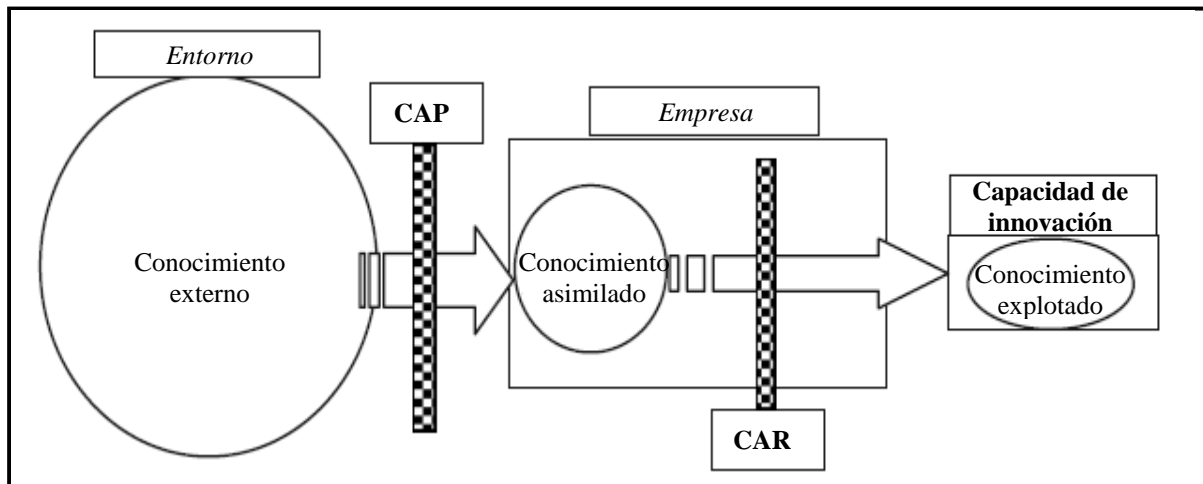 Entorno
CAP
Empresa
Conocimiento
externo
Conocimiento
asimilado
Capacidad de
innovación
Conocimiento
explotado
CAR